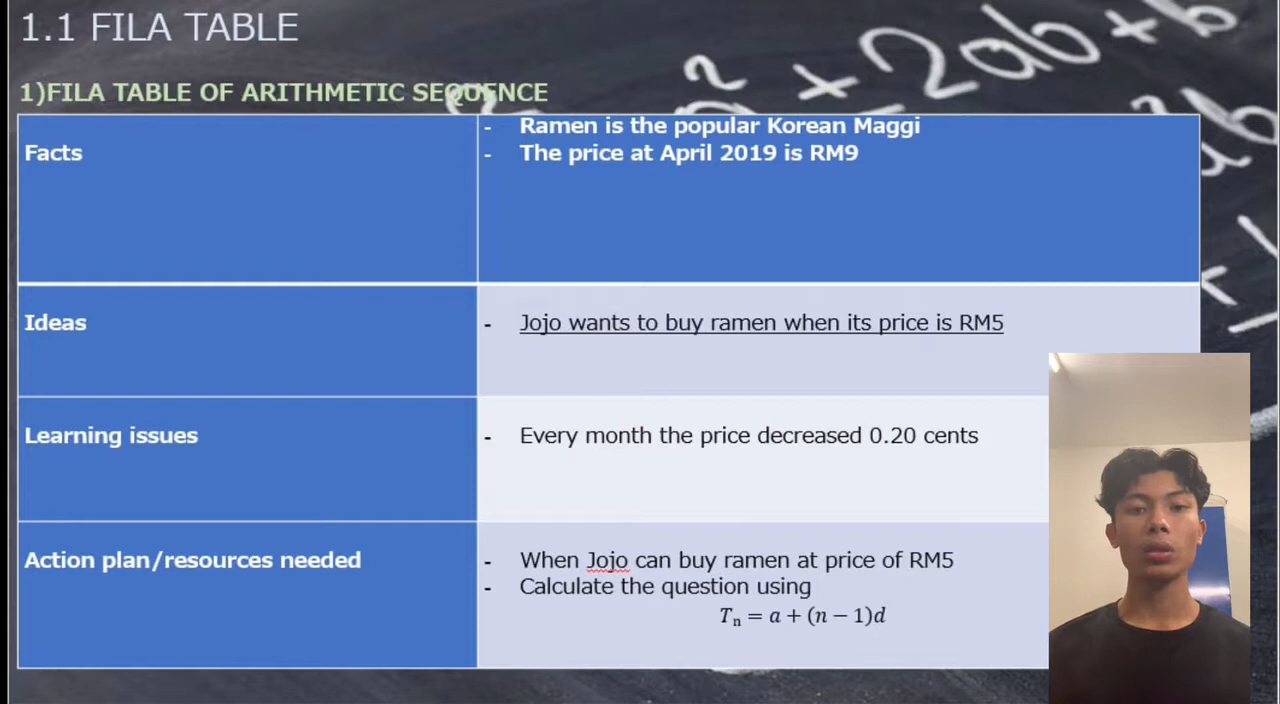 1.1 FILA TABLE
1)FILA TABLE OF ARITHMETIC SEQUENCE
Facts
- Ramen is the popular Korean Maggi
- The price at April 2019 is RM9
Ideas
- Jojo wants to buy ramen when its price is RM5
Learning issues
- Every month the price decreased 0.20 cents
Action plan/resources needed
- When Jojo can buy ramen at price of RM5
- Calculate the question using
Tₙ = a + (n − 1)d
+ 2ab + b